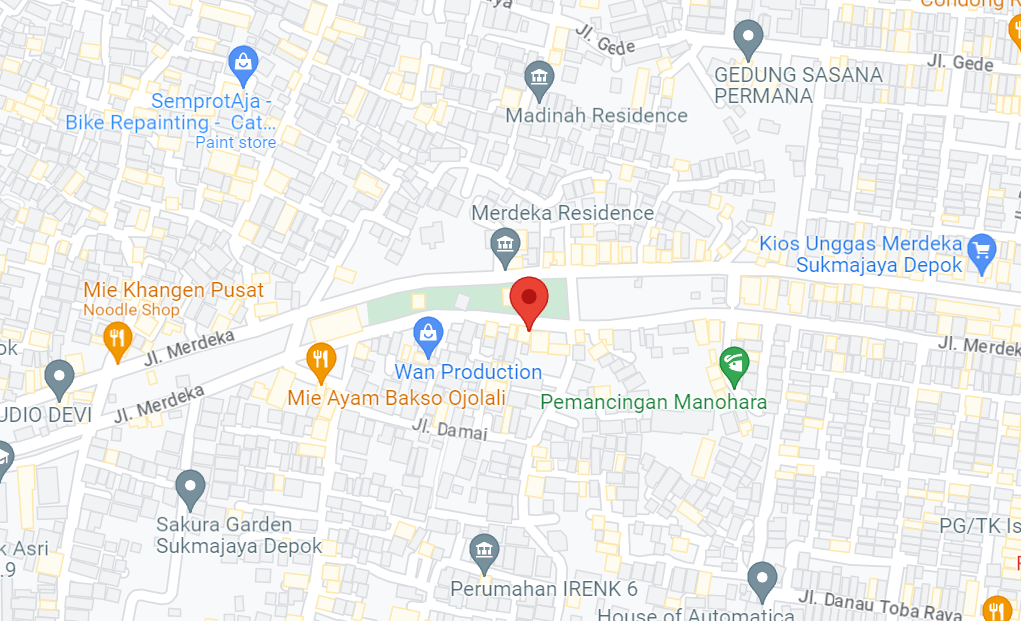 Condong R
Jl. Gede
Jl. Gede
GEDUNG SASANA
PERMANA
SemprotAja -
Bike Repainting - Cat...
Paint store
Madinah Residence
Merdeka Residence
Kios Unggas Merdeka
Sukmajaya Depok
Mie Khangen Pusat
Noodle Shop
Jl. Merdeka
Jl. Merdek
ok
Wan Production
Mie Ayam Bakso Ojolali
Pemancingan Manohara
UDIO DEVI
Jl. Merdeka
Jl. Damai
Sakura Garden
Sukmajaya Depok
PG/TK Is
k Asri
.9
Perumahan IRENK 6
House of Automatica
Jl. Danau Toba Raya